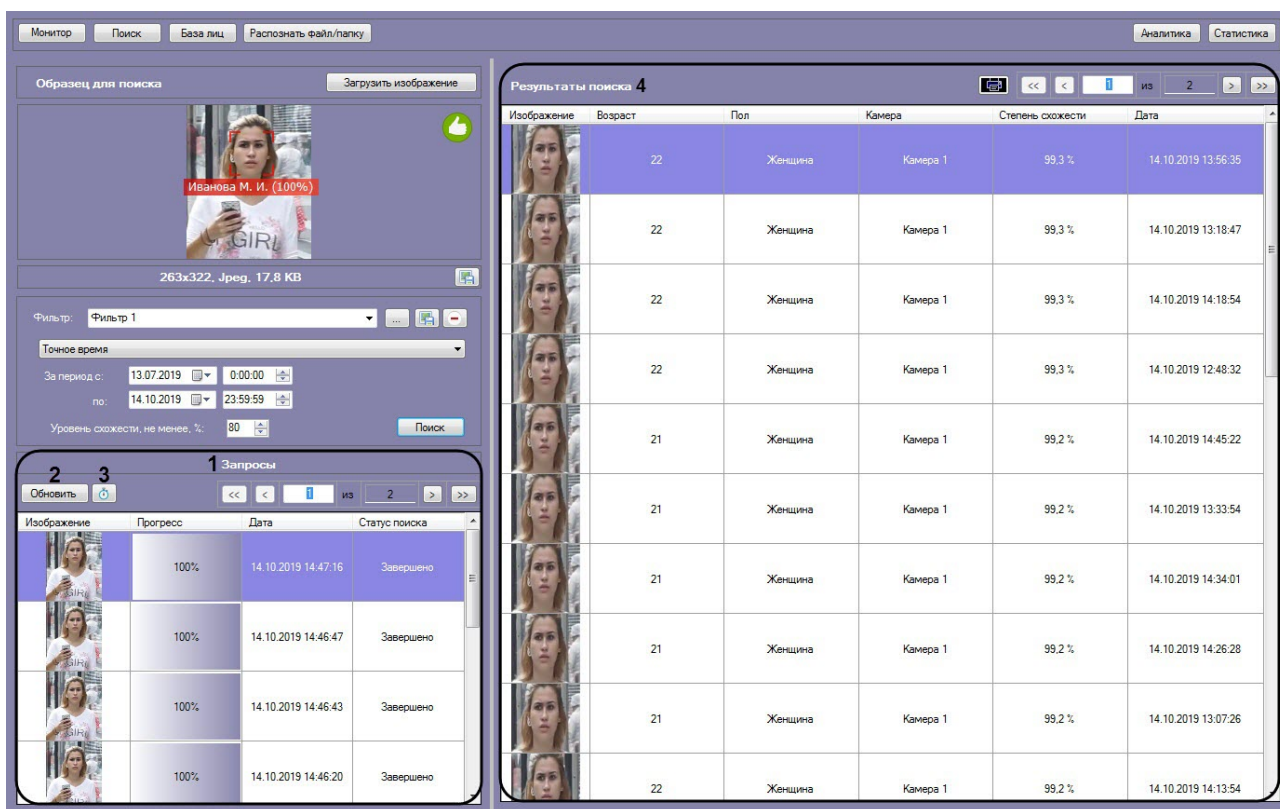 Монитор Поиск База лиц Распознать файл/папку Аналитика Статистика
Образец для поиска Загрузить изображение
Иванова М. И. (100%)
GIRL
263x322, Jpeg, 17,8 KB
Фильтр: Фильтр 1 ...
Точное время
За период с: 13.07.2019 0:00:00
по: 14.10.2019 23:59:59
Уровень схожести, не менее, %: 80 Поиск
1 Запросы
2 3
Обновить << < 1 из 2 > >>
Изображение Прогресс Дата Статус поиска
100% 14.10.2019 14:47:16 Завершено
100% 14.10.2019 14:46:47 Завершено
100% 14.10.2019 14:46:43 Завершено
100% 14.10.2019 14:46:20 Завершено
Результаты поиска 4 << < 1 из 2 > >>
Изображение Возраст Пол Камера Степень схожести Дата
22 Женщина Камера 1 99,3 % 14.10.2019 13:56:35
22 Женщина Камера 1 99,3 % 14.10.2019 13:18:47
22 Женщина Камера 1 99,3 % 14.10.2019 14:18:54
22 Женщина Камера 1 99,3 % 14.10.2019 12:48:32
21 Женщина Камера 1 99,2 % 14.10.2019 14:45:22
21 Женщина Камера 1 99,2 % 14.10.2019 13:33:54
21 Женщина Камера 1 99,2 % 14.10.2019 14:34:01
21 Женщина Камера 1 99,2 % 14.10.2019 14:26:28
21 Женщина Камера 1 99,2 % 14.10.2019 13:07:26
22 Женщина Камера 1 99,2 % 14.10.2019 14:13:54